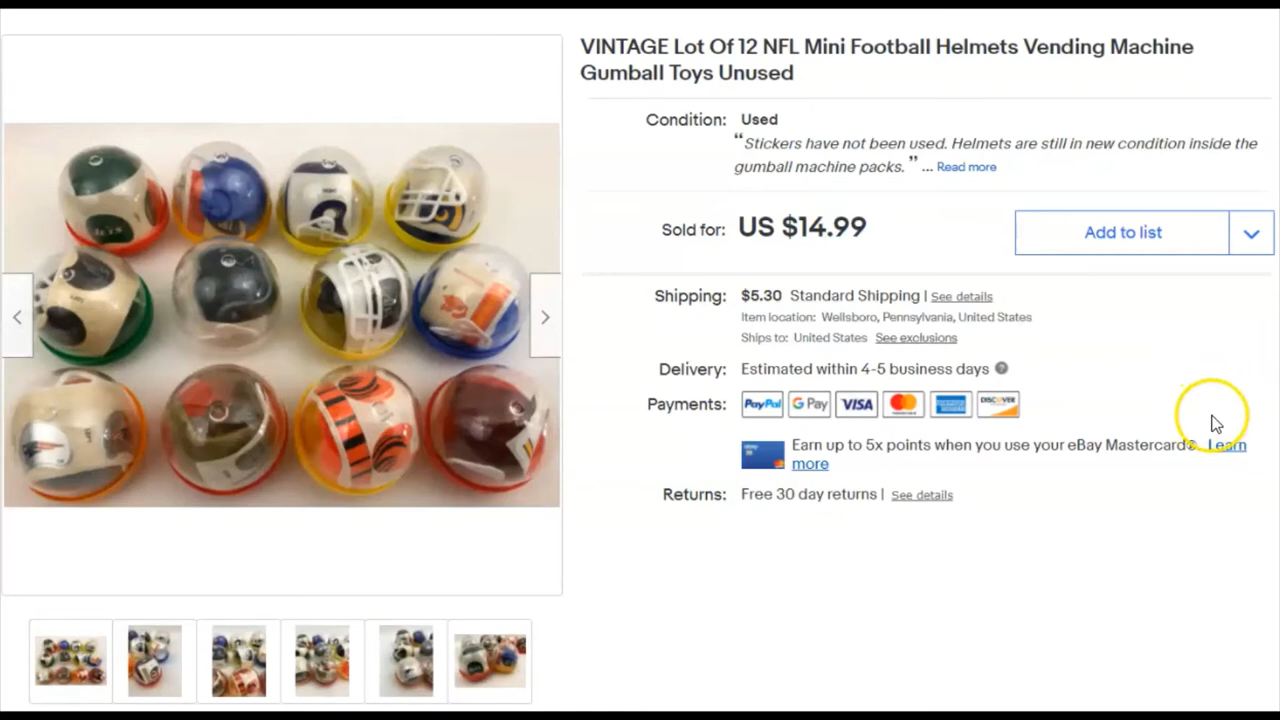 VINTAGE Lot Of 12 NFL Mini Football Helmets Vending Machine
Gumball Toys Unused
Condition: Used
“Stickers have not been used. Helmets are still in new condition inside the
gumball machine packs.” ... Read more
Sold for: US $14.99
Add to list
Shipping: $5.30 Standard Shipping | See details
Item location: Wellsboro, Pennsylvania, United States
Ships to: United States See exclusions
Delivery: Estimated within 4-5 business days
Payments: PayPal G Pay VISA DISCOVER
Earn up to 5x points when you use your eBay Mastercard®. Learn
more
Returns: Free 30 day returns | See details